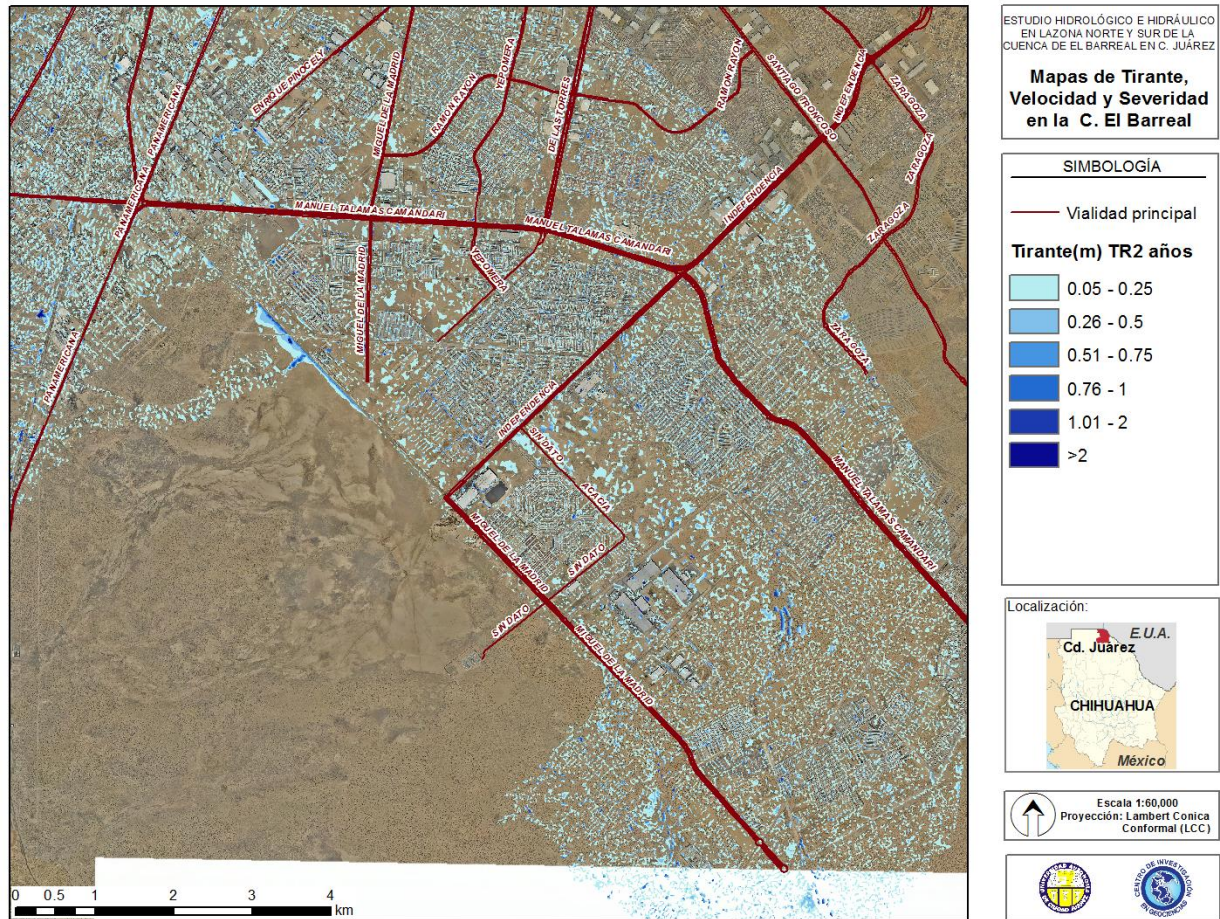 ESTUDIO HIDROLÓGICO E HIDRÁULICO
EN LAZONA NORTE Y SUR DE LA
CUENCA DE EL BARREAL EN C. JUÁREZ
Mapas de Tirante,
Velocidad y Severidad
en la C. El Barreal
SIMBOLOGÍA
Vialidad principal
Tirante(m) TR2 años
0.05 - 0.25
0.26 - 0.5
0.51 - 0.75
0.76 - 1
1.01 - 2
>2
Localización:
E.U.A.
Cd. Juárez
CHIHUAHUA
México
Escala 1:60,000
Proyección: Lambert Conica
Conformal (LCC)
CENTRO DE INVESTIGACIÓN
EN GEOCIENCIAS
PANAMERICANA
PANAMERICANA
PANAMERICANA
ENRIQUE PINOCELY
MIGUEL DE LA MADRID
RAMON RAYON
YEPOMERA
DE LAS TORRES
RAMON RAYON
SANTIAGO TRONCOSO
INDEPENDENCIA
ZARAGOZA
ZARAGOZA
ZARAGOZA
ZARAGOZA
MANUEL TALAMAS CAMANDARI
MANUEL TALAMAS CAMANDARI
INDEPENDENCIA
MIGUEL DE LA MADRID
YEPOMERA
INDEPENDENCIA
SIN DATO
ACACIA
MANUEL TALAMAS CAMANDARI
MIGUEL DE LA MADRID
SIN DATO
SIN DATO
MIGUEL DE LA MADRID
0 0.5 1 2 3 4
km